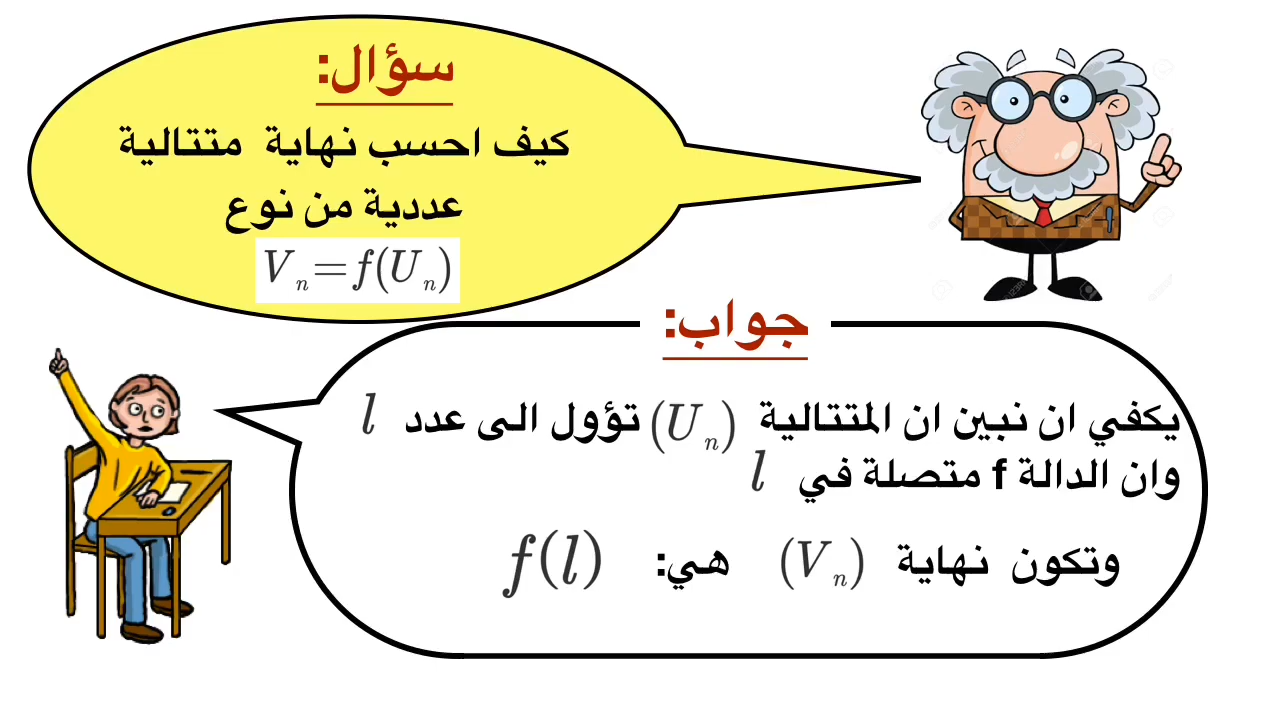 سؤال:
كيف احسب نهاية متتالية
عددية من نوع
V_n=f(U_n)
جواب:
يكفي ان نبين ان المتتالية (U_n) تؤول الى عدد l
وان الدالة f متصلة في l
وتكون نهاية (V_n) هي: f(l)